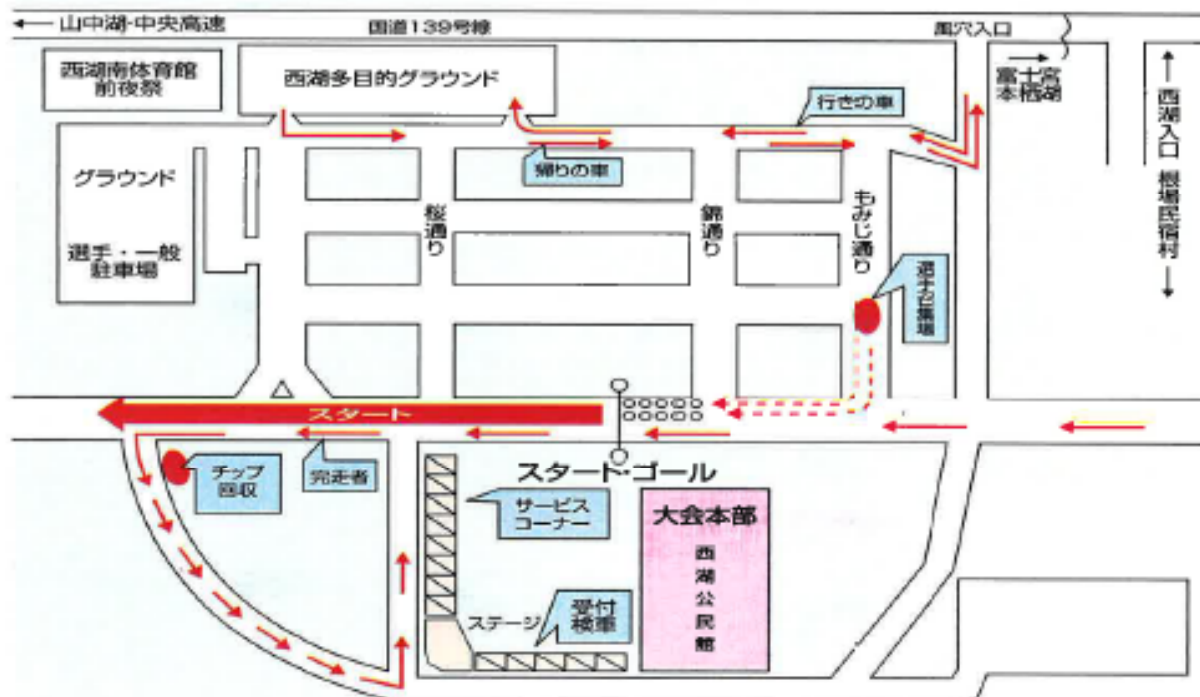 山中湖・中央高速
国道139号線
風穴入口
西湖南体育館
前夜祭
西湖多目的グラウンド
行きの車
富士宮
本栖湖
西湖入口 根場民宿村
帰りの車
グラウンド
選手・一般
駐車場
桜通り
錦通り
もみじ通り
選手召集場
スタート
チップ
回収
完走者
スタート・ゴール
サービス
コーナー
大会本部
西湖公民館
ステージ
受付
検車